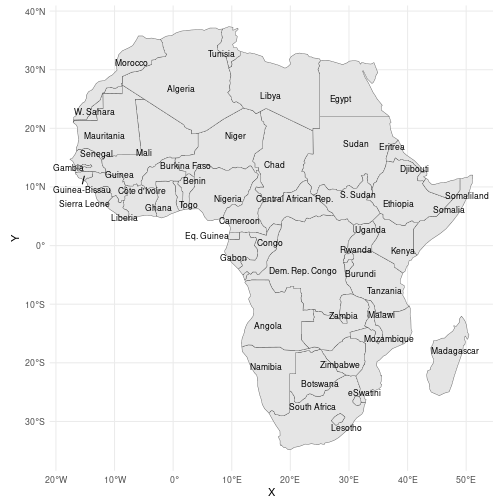 40°N
Tunisia
Morocco
30°N
Algeria
Libya
Egypt
W. Sahara
20°N
Mauritania
Niger
Sudan
Eritrea
Senegal
Mali
Chad
Burkina Faso
Gambia
Guinea
Djibouti
Benin
10°N
Guinea-Bissau
Côte d'Ivoire
S. Sudan
Somaliland
Nigeria
Central African Rep.
Sierra Leone
Togo
Ghana
Ethiopia
Somalia
Liberia
Cameroon
Uganda
Eq. Guinea
Congo
Y
0°
Rwanda
Kenya
Gabon
Dem. Rep. Congo
Burundi
Tanzania
10°S
Zambia
Malawi
Angola
Mozambique
Madagascar
20°S
Namibia
Zimbabwe
Botswana
eSwatini
South Africa
30°S
Lesotho
20°W 10°W 0° 10°E 20°E 30°E 40°E 50°E
X